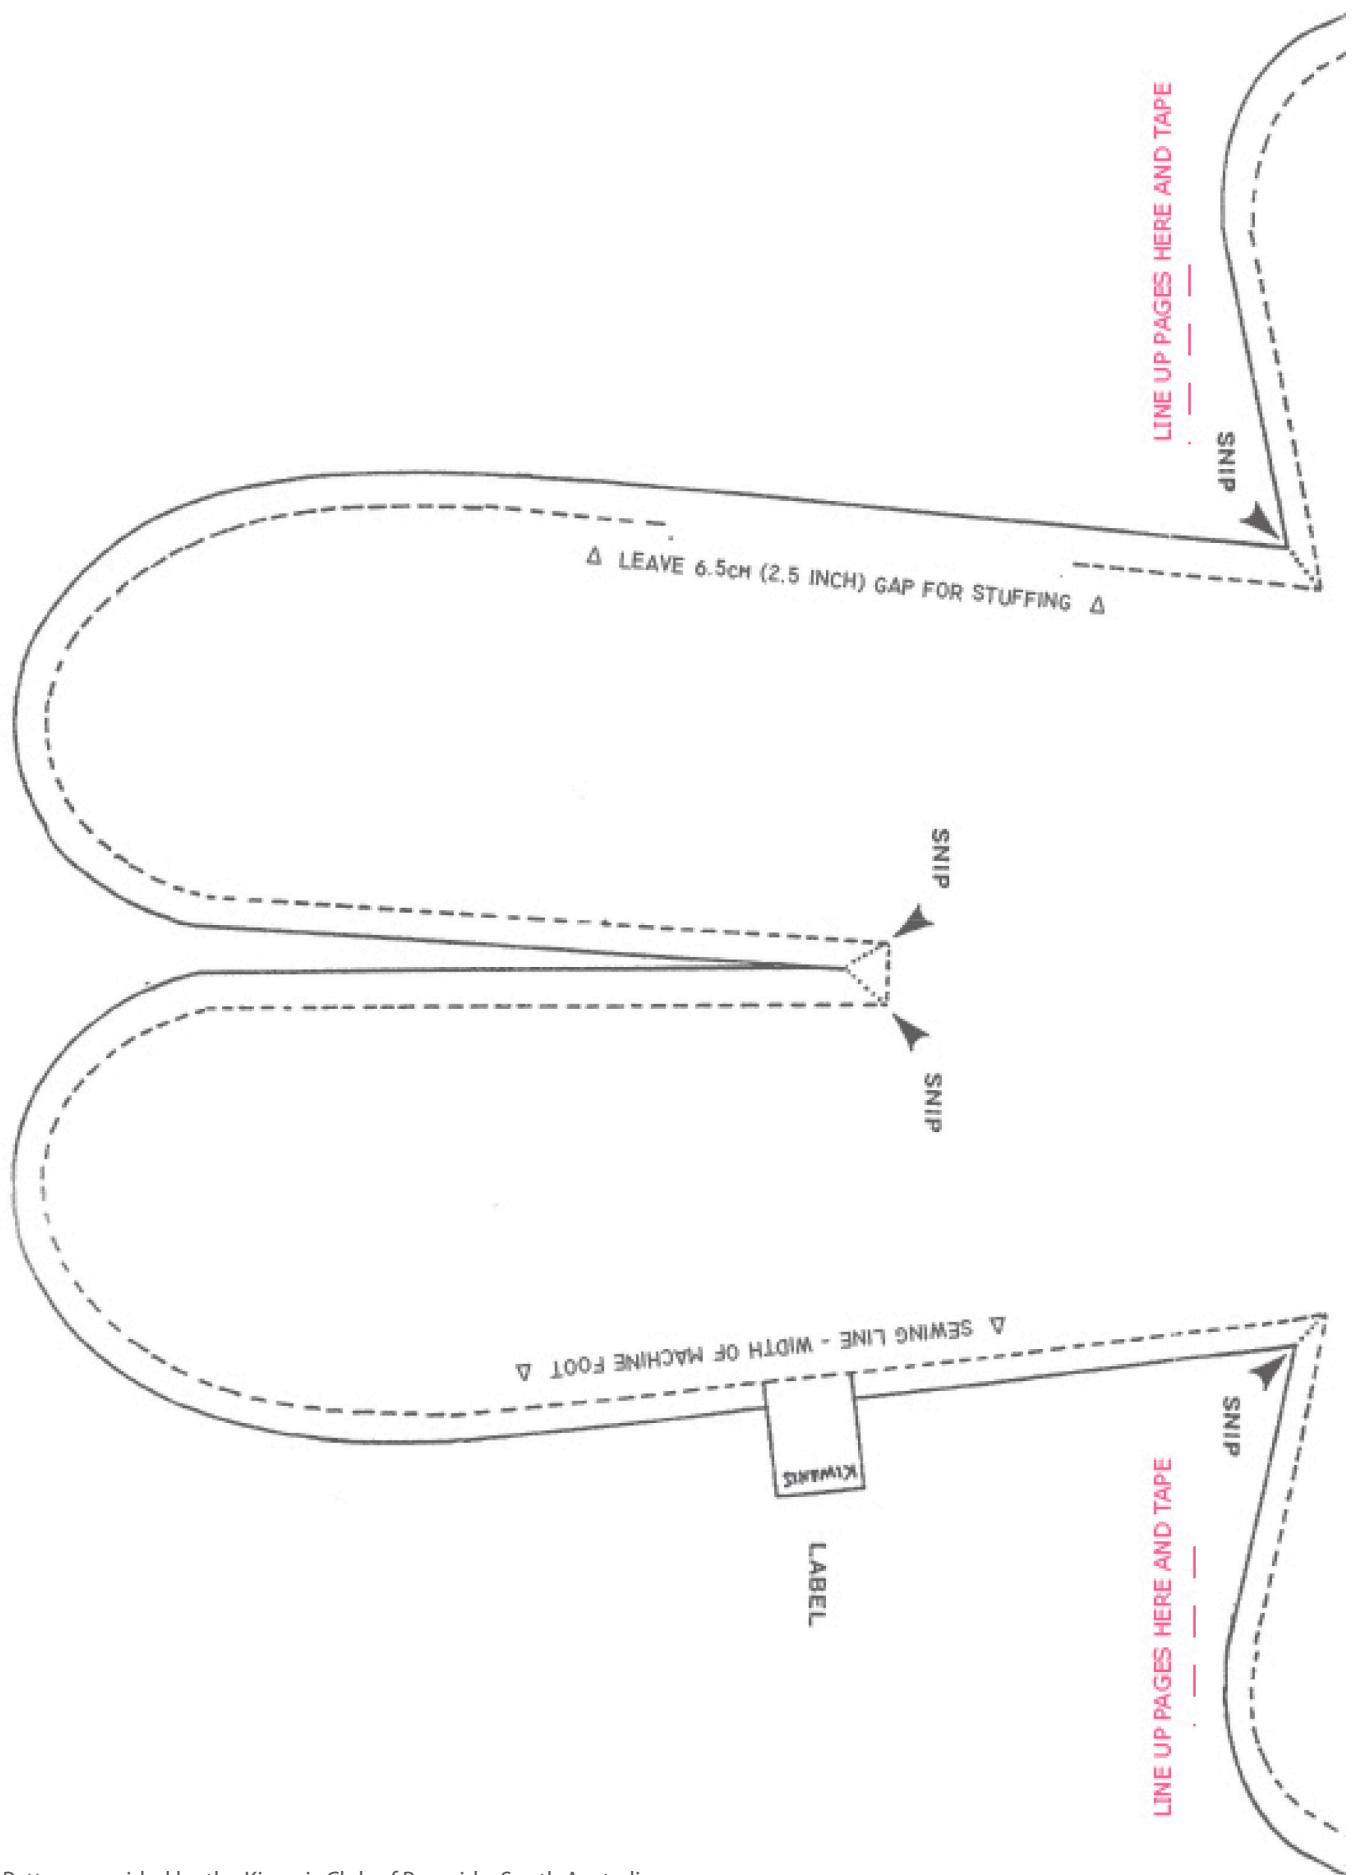 LINE UP PAGES HERE AND TAPE
SNIP
LEAVE 6.5cM (2.5 INCH) GAP FOR STUFFING
SNIP
SNIP
SEWING LINE - WIDTH OF MACHINE FOOT
SNIP
KIWANIS
LABEL
LINE UP PAGES HERE AND TAPE